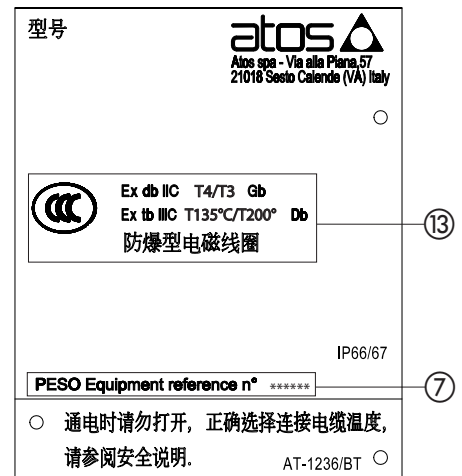 型号
atos
Atos spa - Via alla Piana,57
21018 Sesto Calende (VA) Italy
CCC
Ex db IIC T4/T3 Gb
Ex tb IIIC T135°C/T200° Db
防爆型电磁线圈
⑬
IP66/67
PESO Equipment reference n° ******
⑦
通电时请勿打开, 正确选择连接电缆温度,
请参阅安全说明.
AT-1236/BT